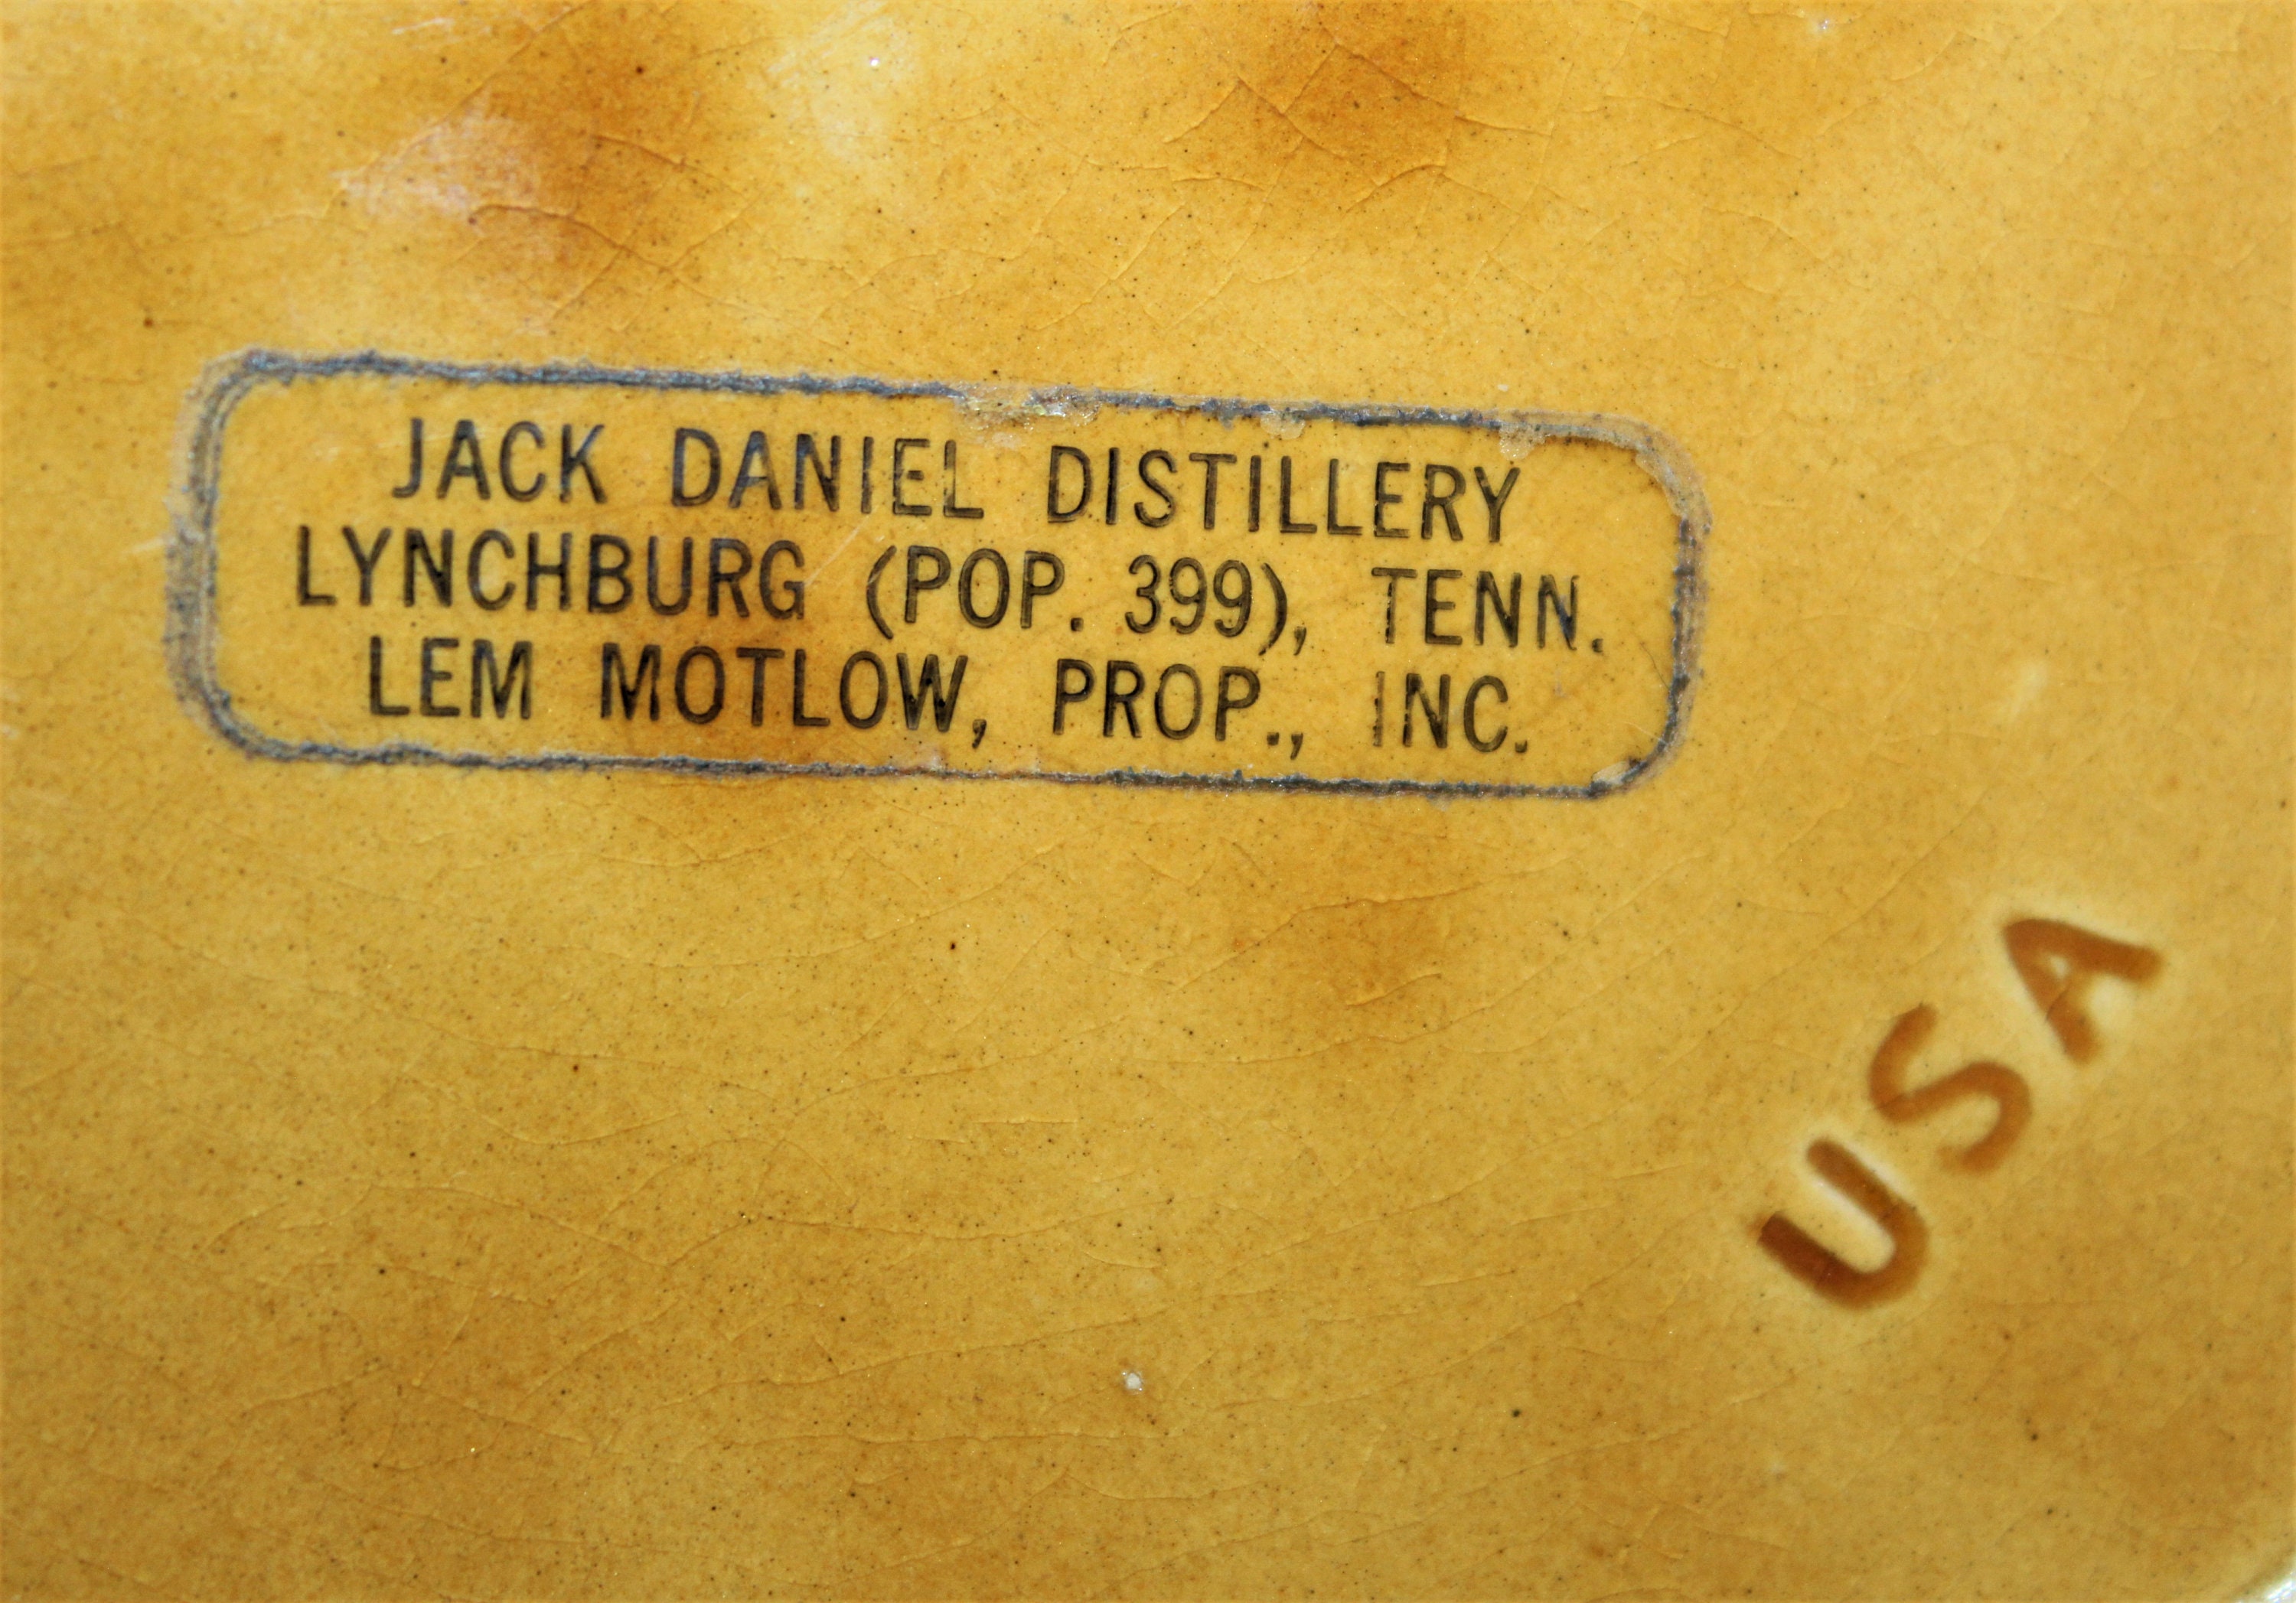 JACK DANIEL DISTILLERY
LYNCHBURG (POP. 399), TENN.
LEM MOTLOW, PROP., INC.
USA